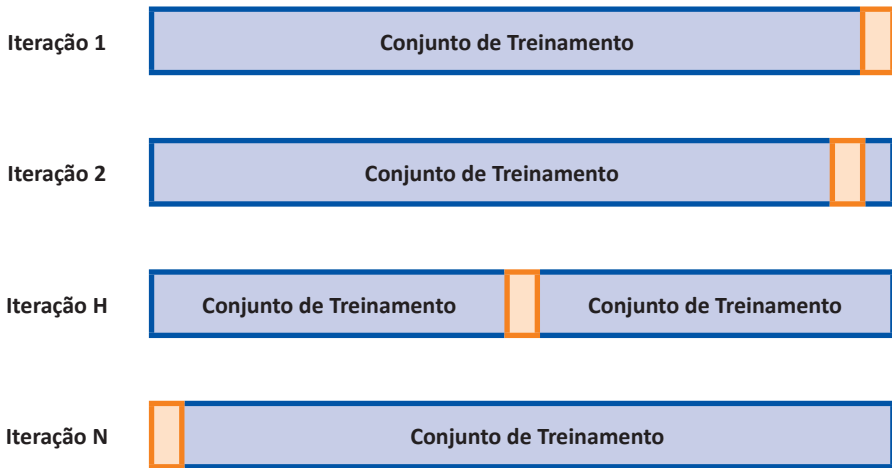 Iteração 1 Conjunto de Treinamento
Iteração 2 Conjunto de Treinamento
Iteração H Conjunto de Treinamento Conjunto de Treinamento
Iteração N Conjunto de Treinamento